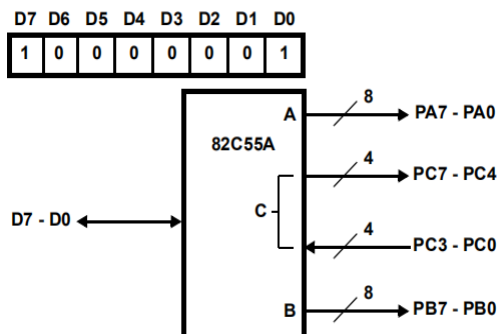 D7 D6 D5 D4 D3 D2 D1 D0
1 0 0 0 0 0 0 1
A 8 PA7 - PA0
82C55A
4 PC7 - PC4
C
D7 - D0
4 PC3 - PC0
B 8 PB7 - PB0